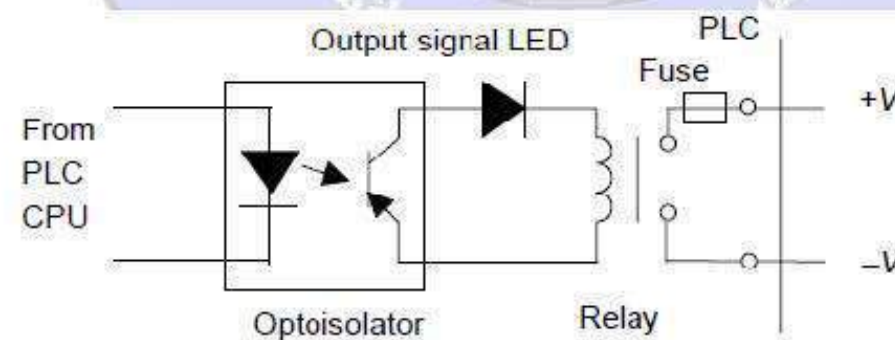 Output signal LED
PLC
Fuse
+V
From
PLC
CPU
–V
Optoisolator
Relay